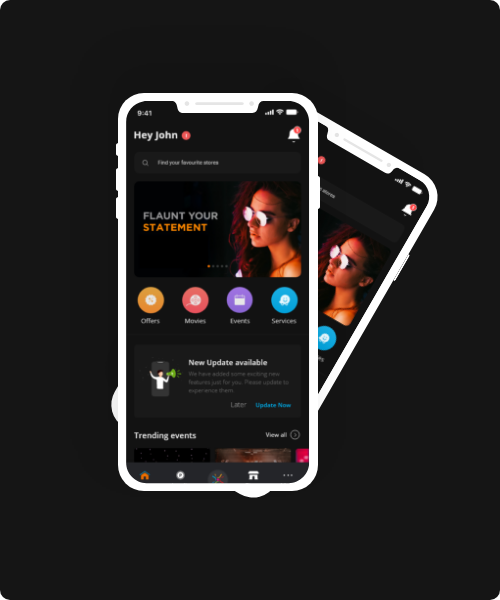 9:41
Hey John
Find your favourite stores
FLAUNT YOUR
STATEMENT
Offers
Movies
Events
Services
New Update available
We have added some exciting new
features just for you. Please update to
experience them
Later
Update Now
Trending events
View all
stores